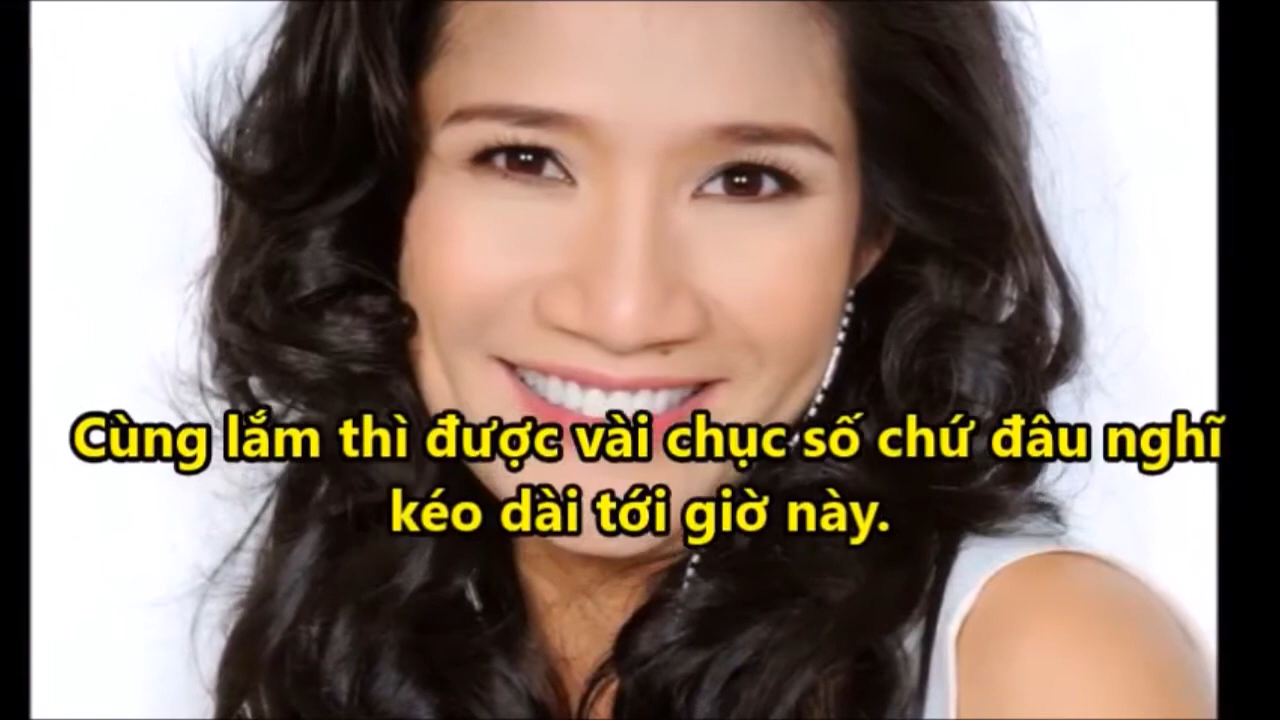 Cùng lắm thì được vài chục số chứ đâu nghĩ
kéo dài tới giờ này.